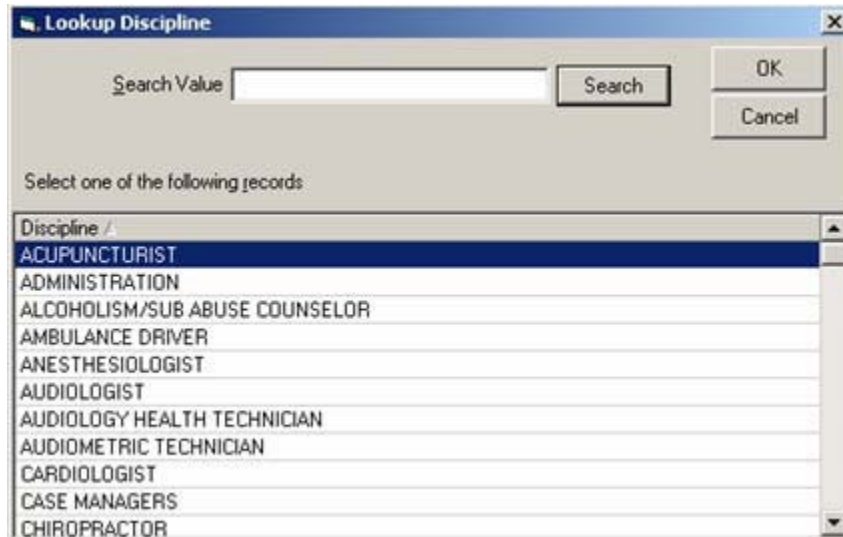 Lookup Discipline
Search Value
Search
OK
Cancel
Select one of the following records
Discipline
ACUPUNCTURIST
ADMINISTRATION
ALCOHOLISM/SUB ABUSE COUNSELOR
AMBULANCE DRIVER
ANESTHESIOLOGIST
AUDIOLOGIST
AUDIOLOGY HEALTH TECHNICIAN
AUDIOMETRIC TECHNICIAN
CARDIOLOGIST
CASE MANAGERS
CHIROPRACTOR